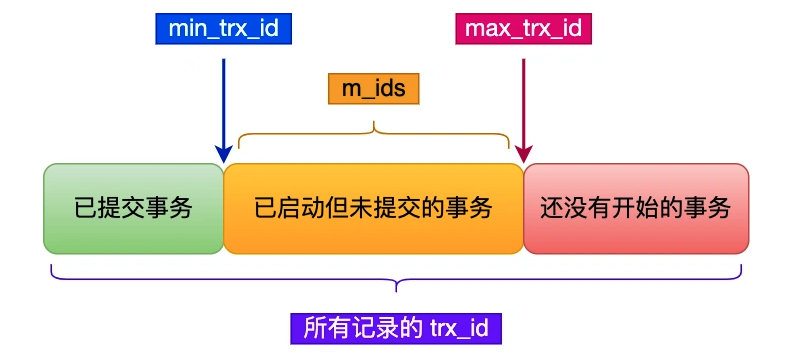 min_trx_id
max_trx_id
m_ids
已提交事务
已启动但未提交的事务
还没有开始的事务
所有记录的 trx_id